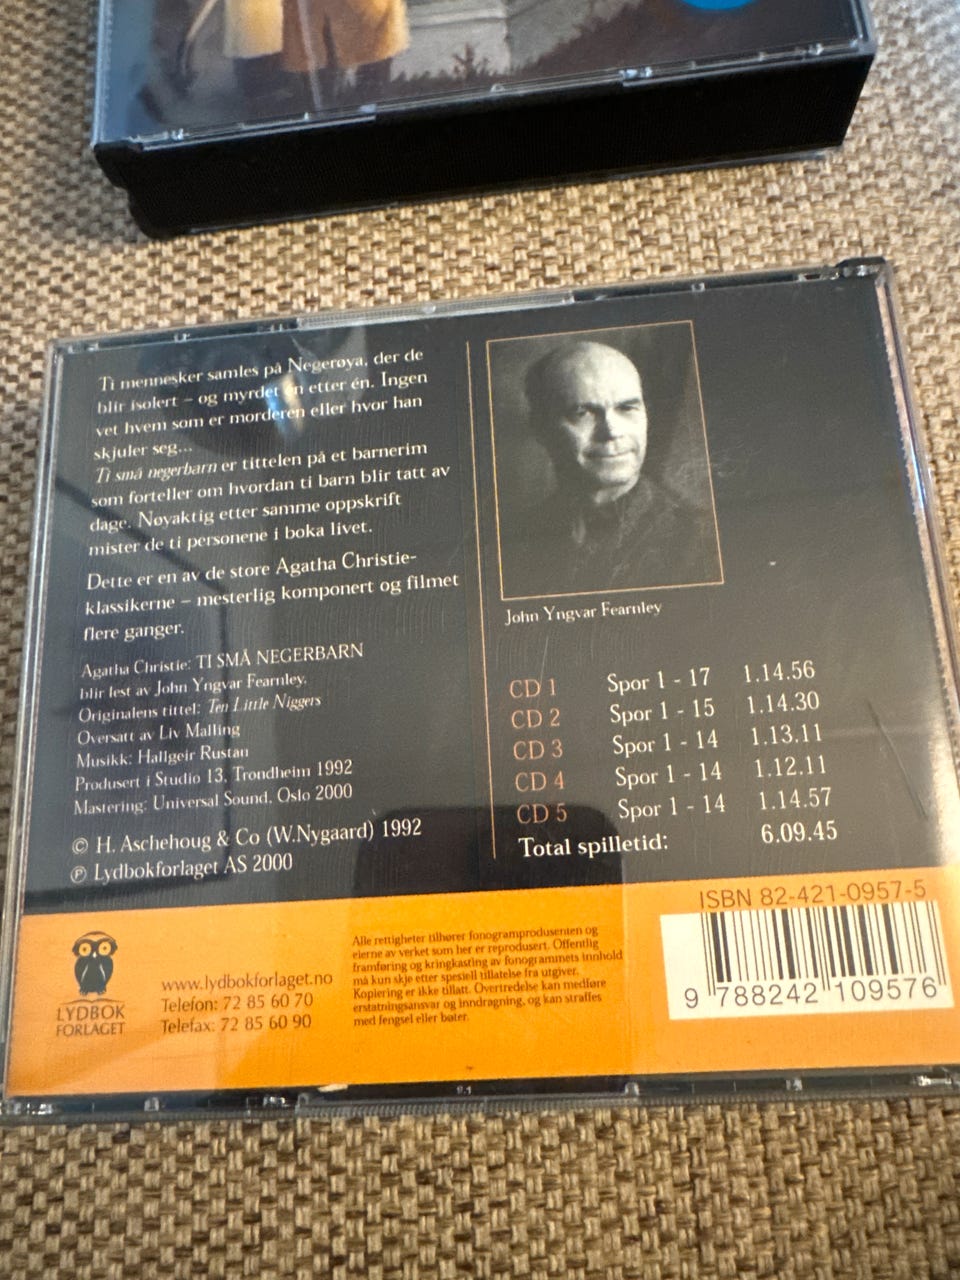 Ti mennesker samles på Negerøya, der de
blir isolert – og myrdet én etter én. Ingen
vet hvem som er morderen eller hvor han
skjuler seg...
Ti små negerbarn er tittelen på et barnerim
som forteller om hvordan ti barn blir tatt av
dage. Nøyaktig etter samme oppskrift
mister de ti personene i boka livet.
Dette er en av de store Agatha Christie-
klassikerne – mesterlig komponert og filmet
flere ganger.
Agatha Christie: TI SMÅ NEGERBARN
blir lest av John Yngvar Fearnley.
Originalens tittel: Ten Little Niggers
Oversatt av Liv Malling
Musikk: Hallgeir Rustan
Produsert i Studio 13, Trondheim 1992
Mastering: Universal Sound, Oslo 2000
© H. Aschehoug & Co (W.Nygaard) 1992
℗ Lydbokforlaget AS 2000
John Yngvar Fearnley
CD 1 Spor 1 - 17 1.14.56
CD 2 Spor 1 - 15 1.14.30
CD 3 Spor 1 - 14 1.13.11
CD 4 Spor 1 - 14 1.12.11
CD 5 Spor 1 - 14 1.14.57
Total spilletid: 6.09.45
LYDBOK
FORLAGET
www.lydbokforlaget.no
Telefon: 72 85 60 70
Telefax: 72 85 60 90
Alle rettigheter tilhører fonogramprodusenten og
eierne av verket som her er reprodusert. Offentlig
framføring og kringkasting av fonogrammets innhold
må kun skje etter spesiell tillatelse fra utgiver.
Kopiering er ikke tillatt. Overtredelse kan medføre
erstatningsansvar og inndragning, og kan straffes
med fengsel eller bøter.
ISBN 82-421-0957-5
9 788242 109576